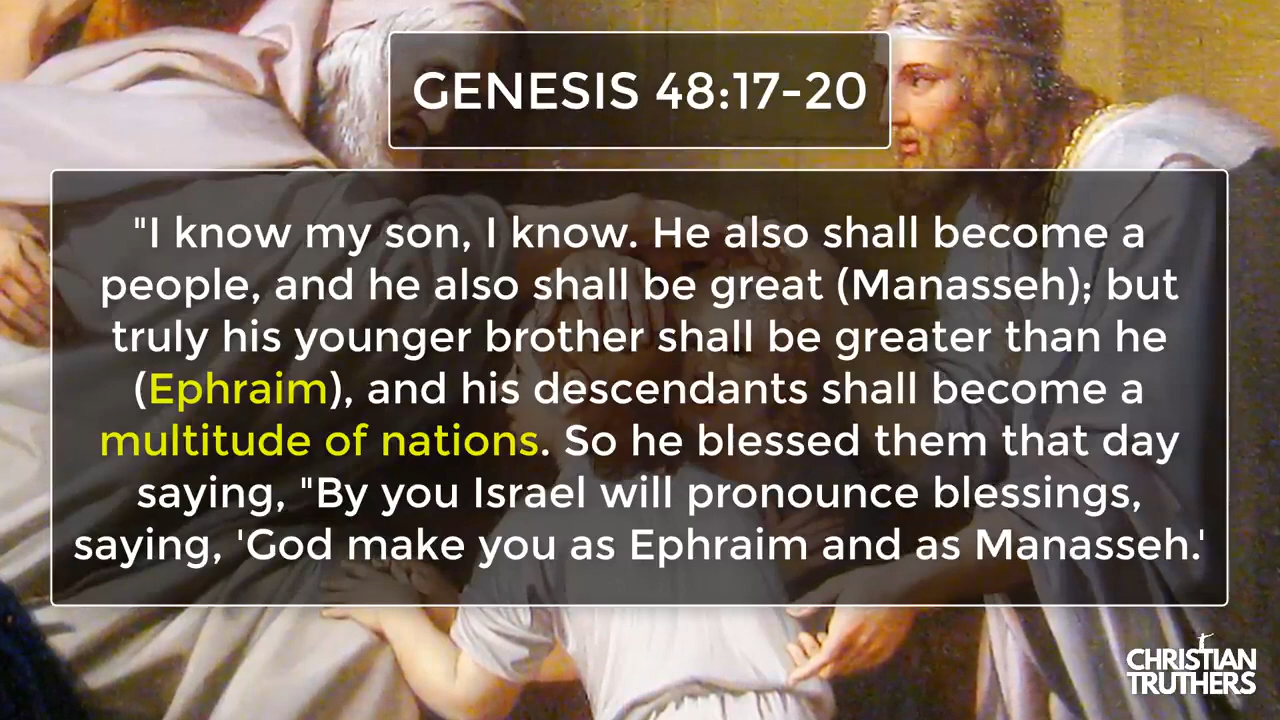 GENESIS 48:17-20
"I know my son, I know. He also shall become a
people, and he also shall be great (Manasseh); but
truly his younger brother shall be greater than he
(Ephraim), and his descendants shall become a
multitude of nations. So he blessed them that day
saying, "By you Israel will pronounce blessings,
saying, 'God make you as Ephraim and as Manasseh.'
CHRISTIAN
TRUTHERS